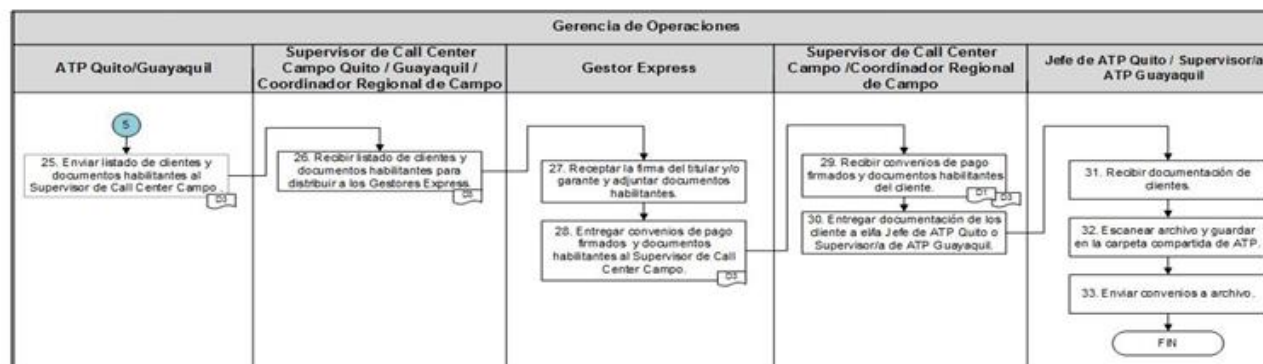 Gerencia de Operaciones
ATP Quito/Guayaquil
Supervisor de Call Center
Campo Quito / Guayaquil /
Coordinador Regional de Campo
Gestor Express
Supervisor de Call Center
Campo /Coordinador Regional
de Campo
Jefe de ATP Quito / Supervisor/a
ATP Guayaquil
5
25. Enviar listado de clientes y
documentos habilitantes al
Supervisor de Call Center Campo .
D3
26. Recibir listado de clientes y
documentos habilitantes para
distribuir a los Gestores Express.
D3
27. Receptar la firma del titular y/o
garante y adjuntar documentos
habilitantes.
28. Entregar convenios de pago
firmados y documentos
habilitantes al Supervisor de Call
Center Campo.
D3
29. Recibir convenios de pago
firmados y documentos habilitantes
del cliente.
D1
D3
30. Entregar documentación de los
cliente a el/la Jefe de ATP Quito o
Supervisor/a de ATP Guayaquil.
31. Recibir documentación de
clientes.
32. Escanear archivo y guardar
en la carpeta compartida de ATP.
33. Enviar convenios a archivo.
FIN